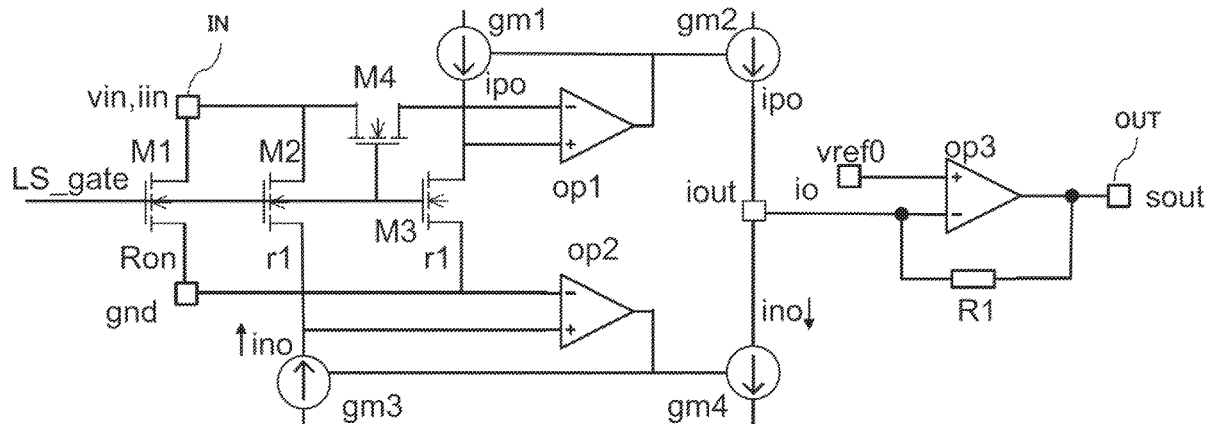 IN
gm1
gm2
M4
vin,iin
ipo
ipo
OUT
M1
M2
op3
vref0
LS_gate
op1
iout
io
sout
M3
op2
Ron
r1
r1
R1
gnd
ino
ino
gm3
gm4